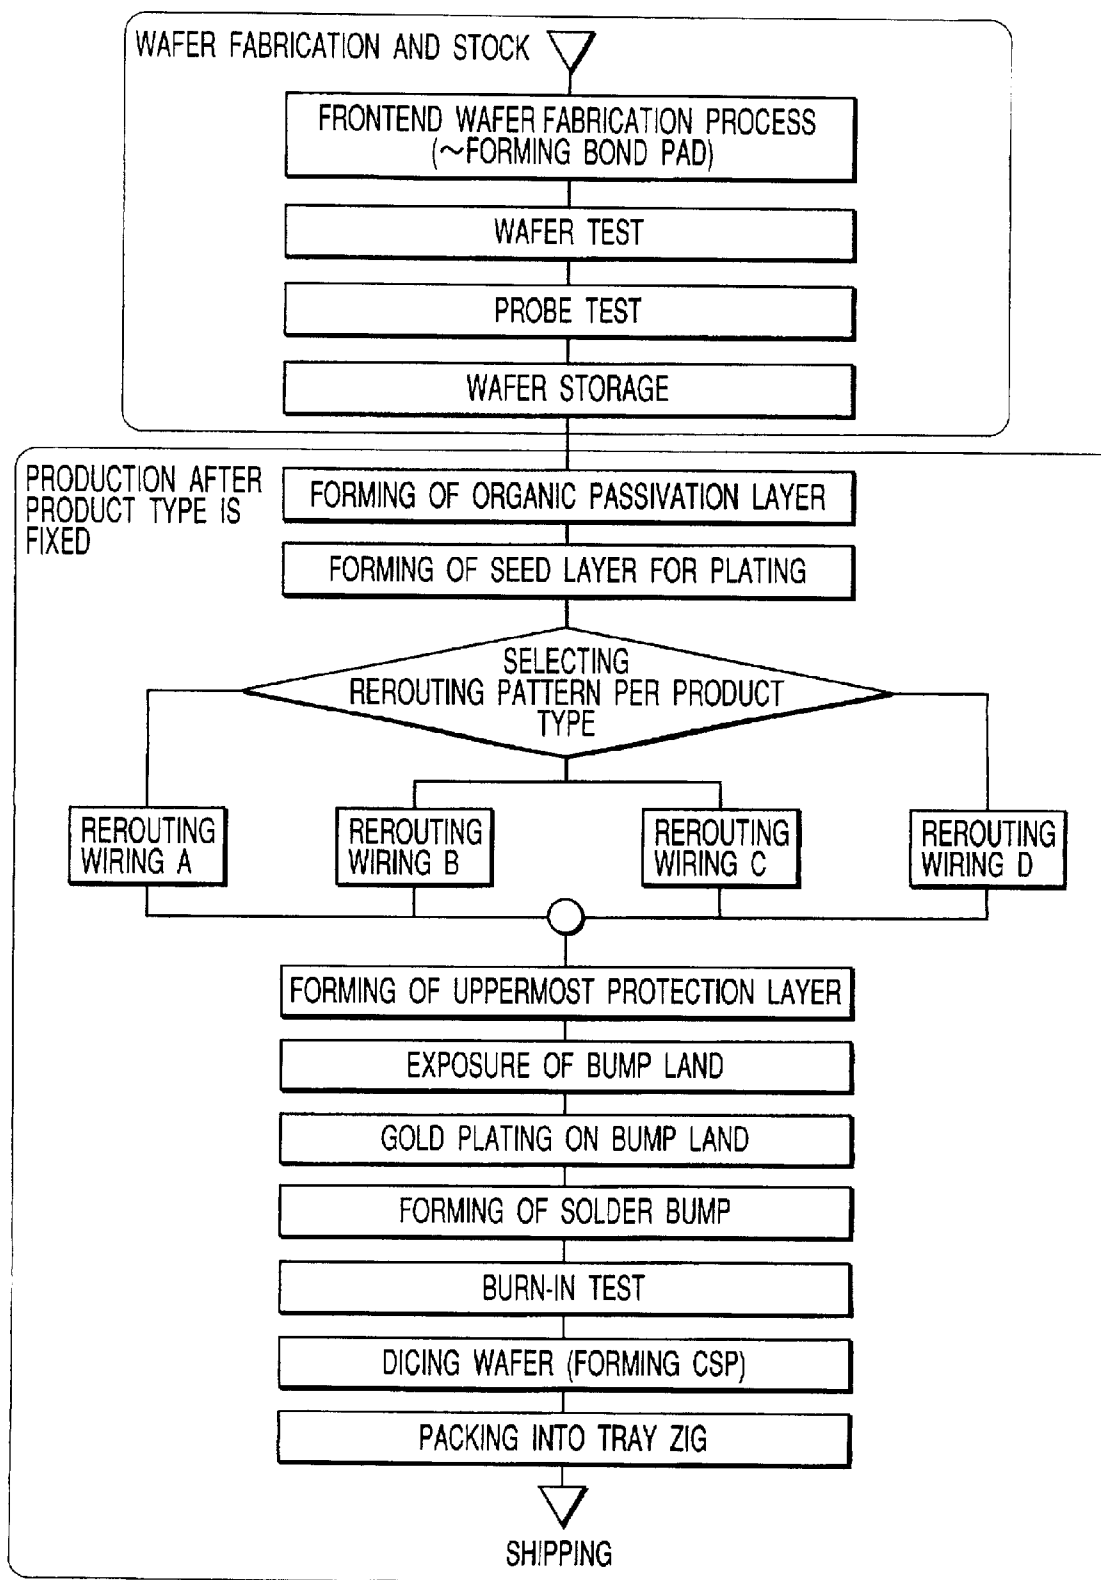 WAFER FABRICATION AND STOCK
FRONTEND WAFER FABRICATION PROCESS
(~FORMING BOND PAD)
WAFER TEST
PROBE TEST
WAFER STORAGE
PRODUCTION AFTER
PRODUCT TYPE IS
FIXED
FORMING OF ORGANIC PASSIVATION LAYER
FORMING OF SEED LAYER FOR PLATING
SELECTING
REROUTING PATTERN PER PRODUCT
TYPE
REROUTING
WIRING A
REROUTING
WIRING B
REROUTING
WIRING C
REROUTING
WIRING D
FORMING OF UPPERMOST PROTECTION LAYER
EXPOSURE OF BUMP LAND
GOLD PLATING ON BUMP LAND
FORMING OF SOLDER BUMP
BURN-IN TEST
DICING WAFER (FORMING CSP)
PACKING INTO TRAY ZIG
SHIPPING